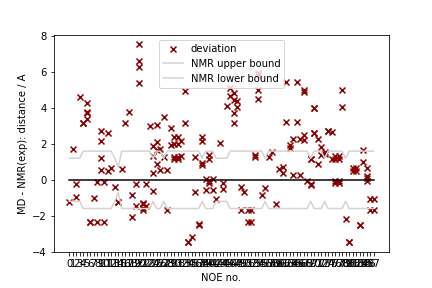 deviation
NMR upper bound
NMR lower bound
MD - NMR(exp): distance / A
8
6
4
2
0
−2
−4
NOE no.